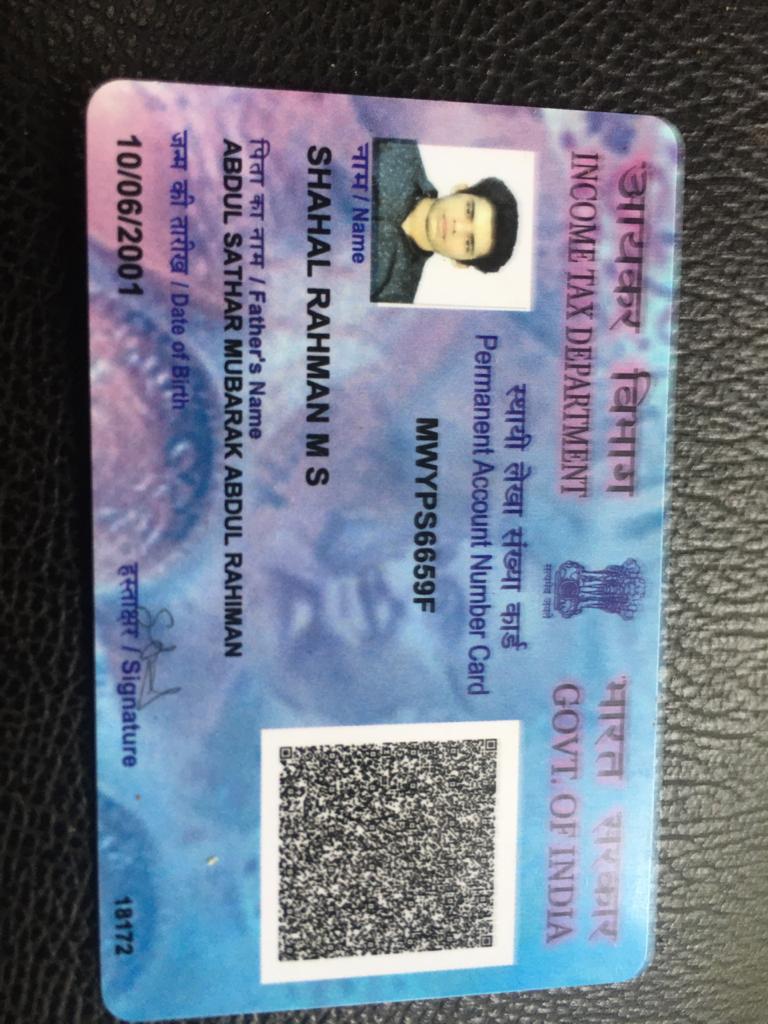 आयकर विभाग
INCOME TAX DEPARTMENT
भारत सरकार
GOVT. OF INDIA
सत्यमेव जयते
स्थायी लेखा संख्या कार्ड
Permanent Account Number Card
MWYPS6659F
नाम / Name
SHAHAL RAHMAN M S
पिता का नाम / Father's Name
ABDUL SATHAR MUBARAK ABDUL RAHIMAN
जन्म की तारीख / Date of Birth
10/06/2001
हस्ताक्षर / Signature
18172